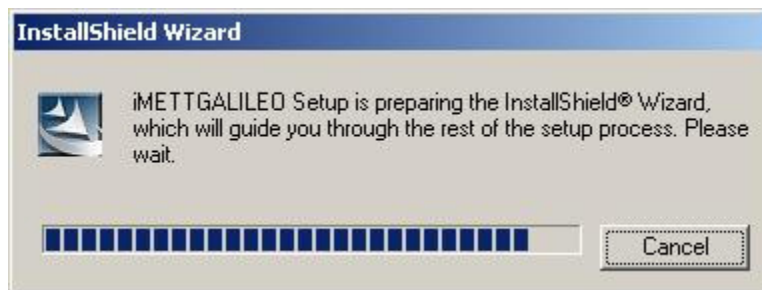 InstallShield Wizard
iMETTGALILEO Setup is preparing the InstallShield® Wizard,
which will guide you through the rest of the setup process. Please
wait.
Cancel